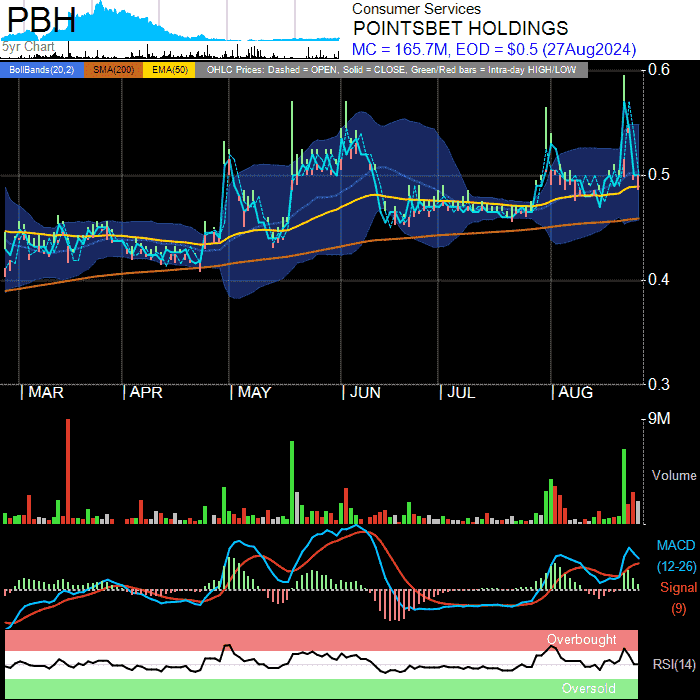 PBH
Consumer Services
POINTSBET HOLDINGS
5yr Chart
MC = 165.7M, EOD = $0.5 (27Aug2024)
BollBands(20,2) SMA(200) EMA(50) OHLC Prices: Dashed = OPEN, Solid = CLOSE, Green/Red bars = Intra-day HIGH/LOW
0.6
0.5
0.4
0.3
| MAR | APR | MAY | JUN | JUL | AUG
9M
Volume
MACD
(12-26)
Signal
(9)
Overbought
RSI(14)
Oversold